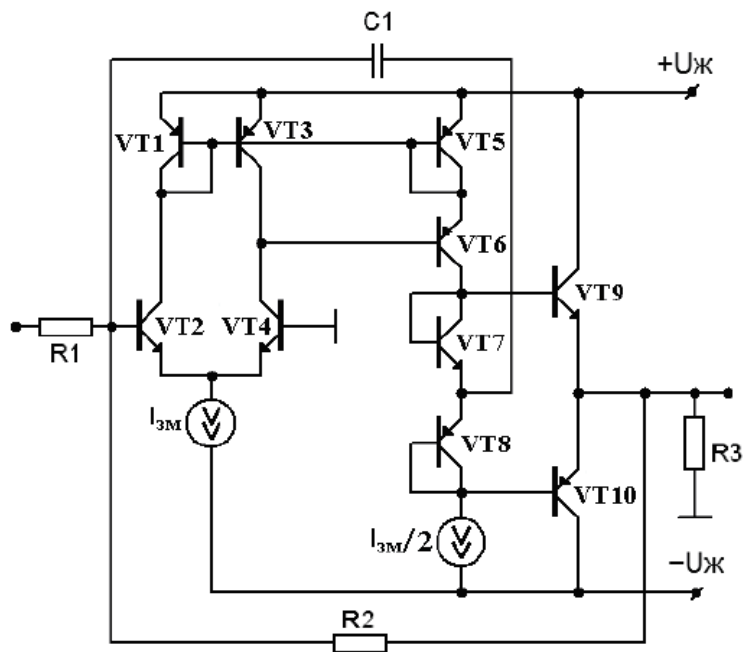 C1
+Uж
VT1
VT3
VT5
VT6
VT9
VT2
VT4
VT7
R1
Iзм
VT8
R3
VT10
Iзм/2
–Uж
R2